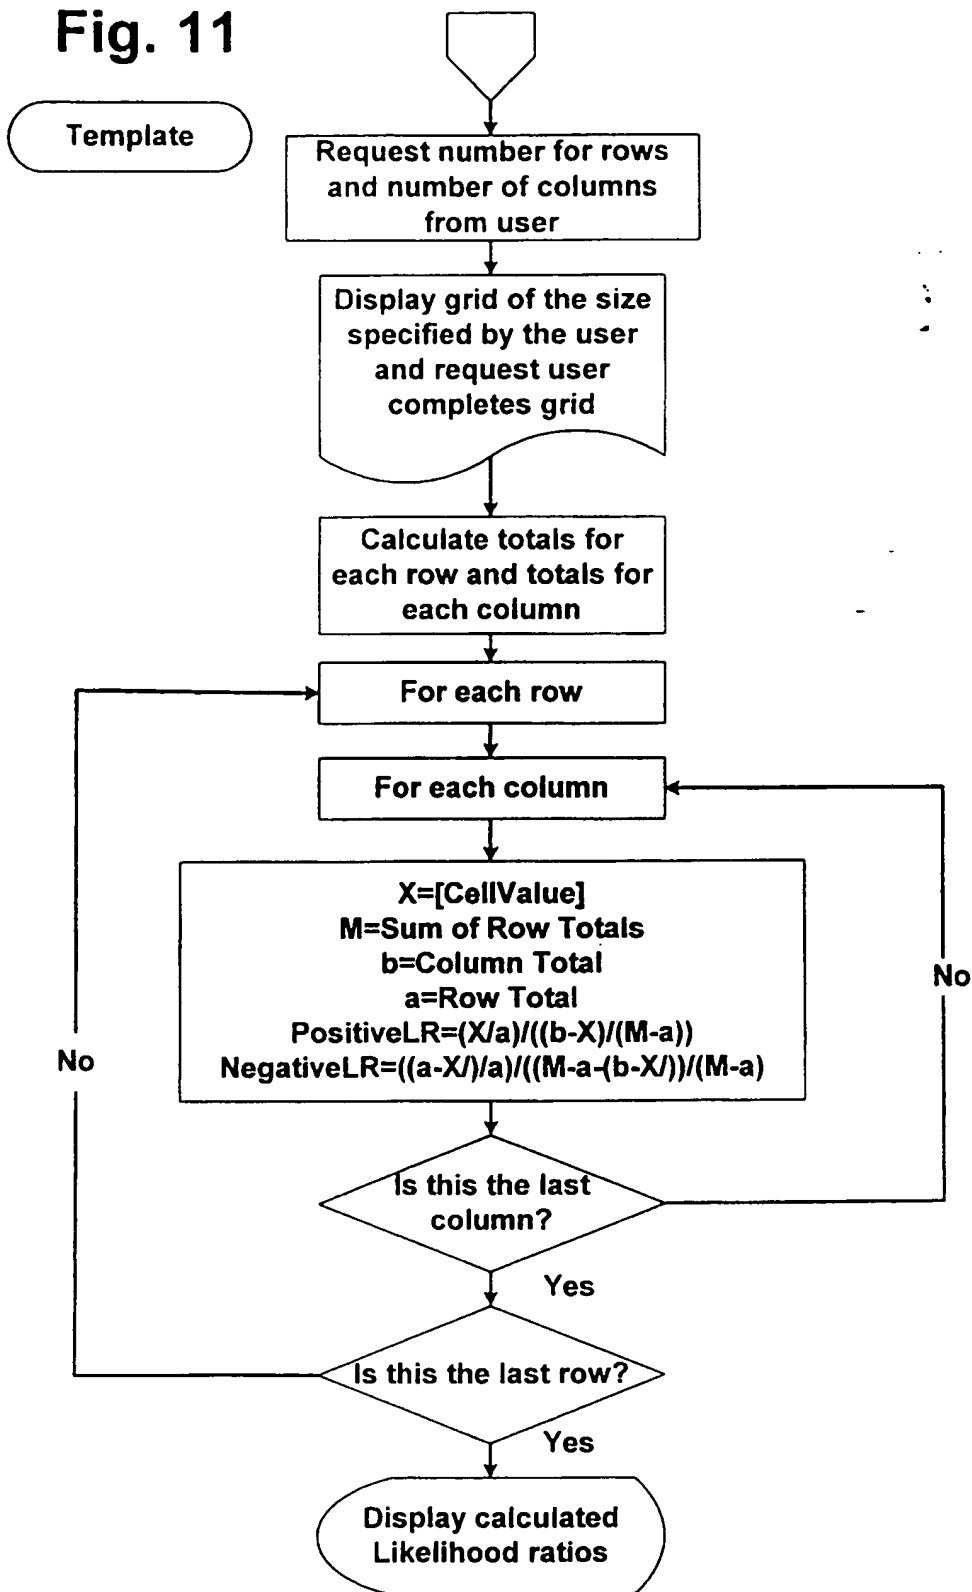 Fig. 11
Template
Request number for rows
and number of columns
from user
Display grid of the size
specified by the user
and request user
completes grid
Calculate totals for
each row and totals for
each column
For each row
For each column
X=[CellValue]
M=Sum of Row Totals
b=Column Total
a=Row Total
PositiveLR=(X/a)/((b-X)/(M-a))
NegativeLR=((a-X/)/a)/((M-a-(b-X/))/(M-a)
No
No
Is this the last
column?
Yes
Is this the last row?
Yes
Display calculated
Likelihood ratios